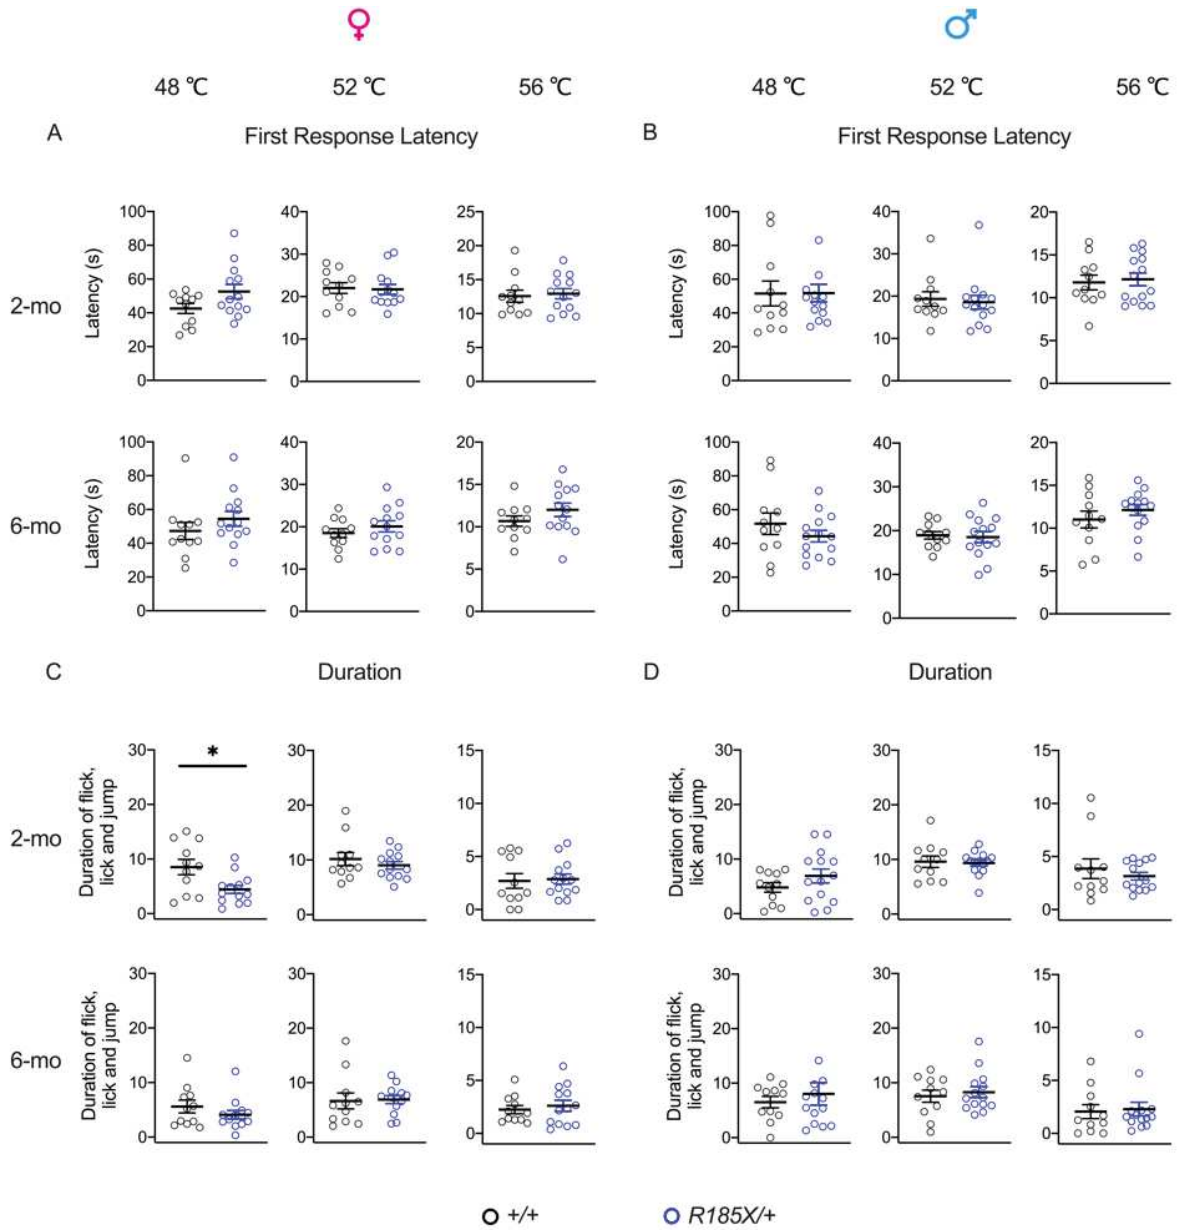 ♀ ♂
48 ℃ 52 ℃ 56 ℃ 48 ℃ 52 ℃ 56 ℃
A First Response Latency B First Response Latency
2-mo
Latency (s)
100 80 60 40 20 0
40 30 20 10 0
25 20 15 10 5 0
Latency (s)
100 80 60 40 20 0
40 30 20 10 0
20 15 10 5 0
6-mo
Latency (s)
100 80 60 40 20 0
40 30 20 10 0
20 15 10 5 0
Latency (s)
100 80 60 40 20 0
40 30 20 10 0
20 15 10 5 0
C Duration D Duration
2-mo
Duration of flick,
lick and jump
30 20 10 0
*
30 20 10 0
15 10 5 0
Duration of flick,
lick and jump
30 20 10 0
30 20 10 0
15 10 5 0
6-mo
Duration of flick,
lick and jump
30 20 10 0
30 20 10 0
15 10 5 0
Duration of flick,
lick and jump
30 20 10 0
30 20 10 0
15 10 5 0
+/+ R185X/+